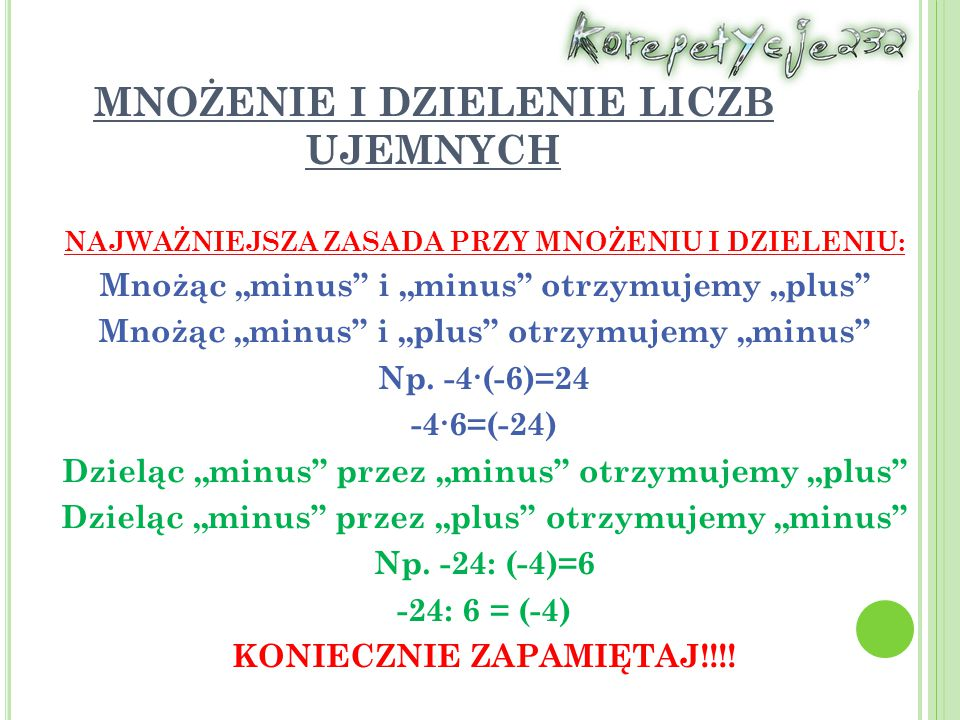 Korepetycje232
MNOŻENIE I DZIELENIE LICZB
UJEMNYCH
NAJWAŻNIEJSZA ZASADA PRZY MNOŻENIU I DZIELENIU:
Mnożąc „minus” i „minus” otrzymujemy „plus”
Mnożąc „minus” i „plus” otrzymujemy „minus”
Np. -4·(-6)=24
-4·6=(-24)
Dzieląc „minus” przez „minus” otrzymujemy „plus”
Dzieląc „minus” przez „plus” otrzymujemy „minus”
Np. -24: (-4)=6
-24: 6 = (-4)
KONIECZNIE ZAPAMIĘTAJ!!!!